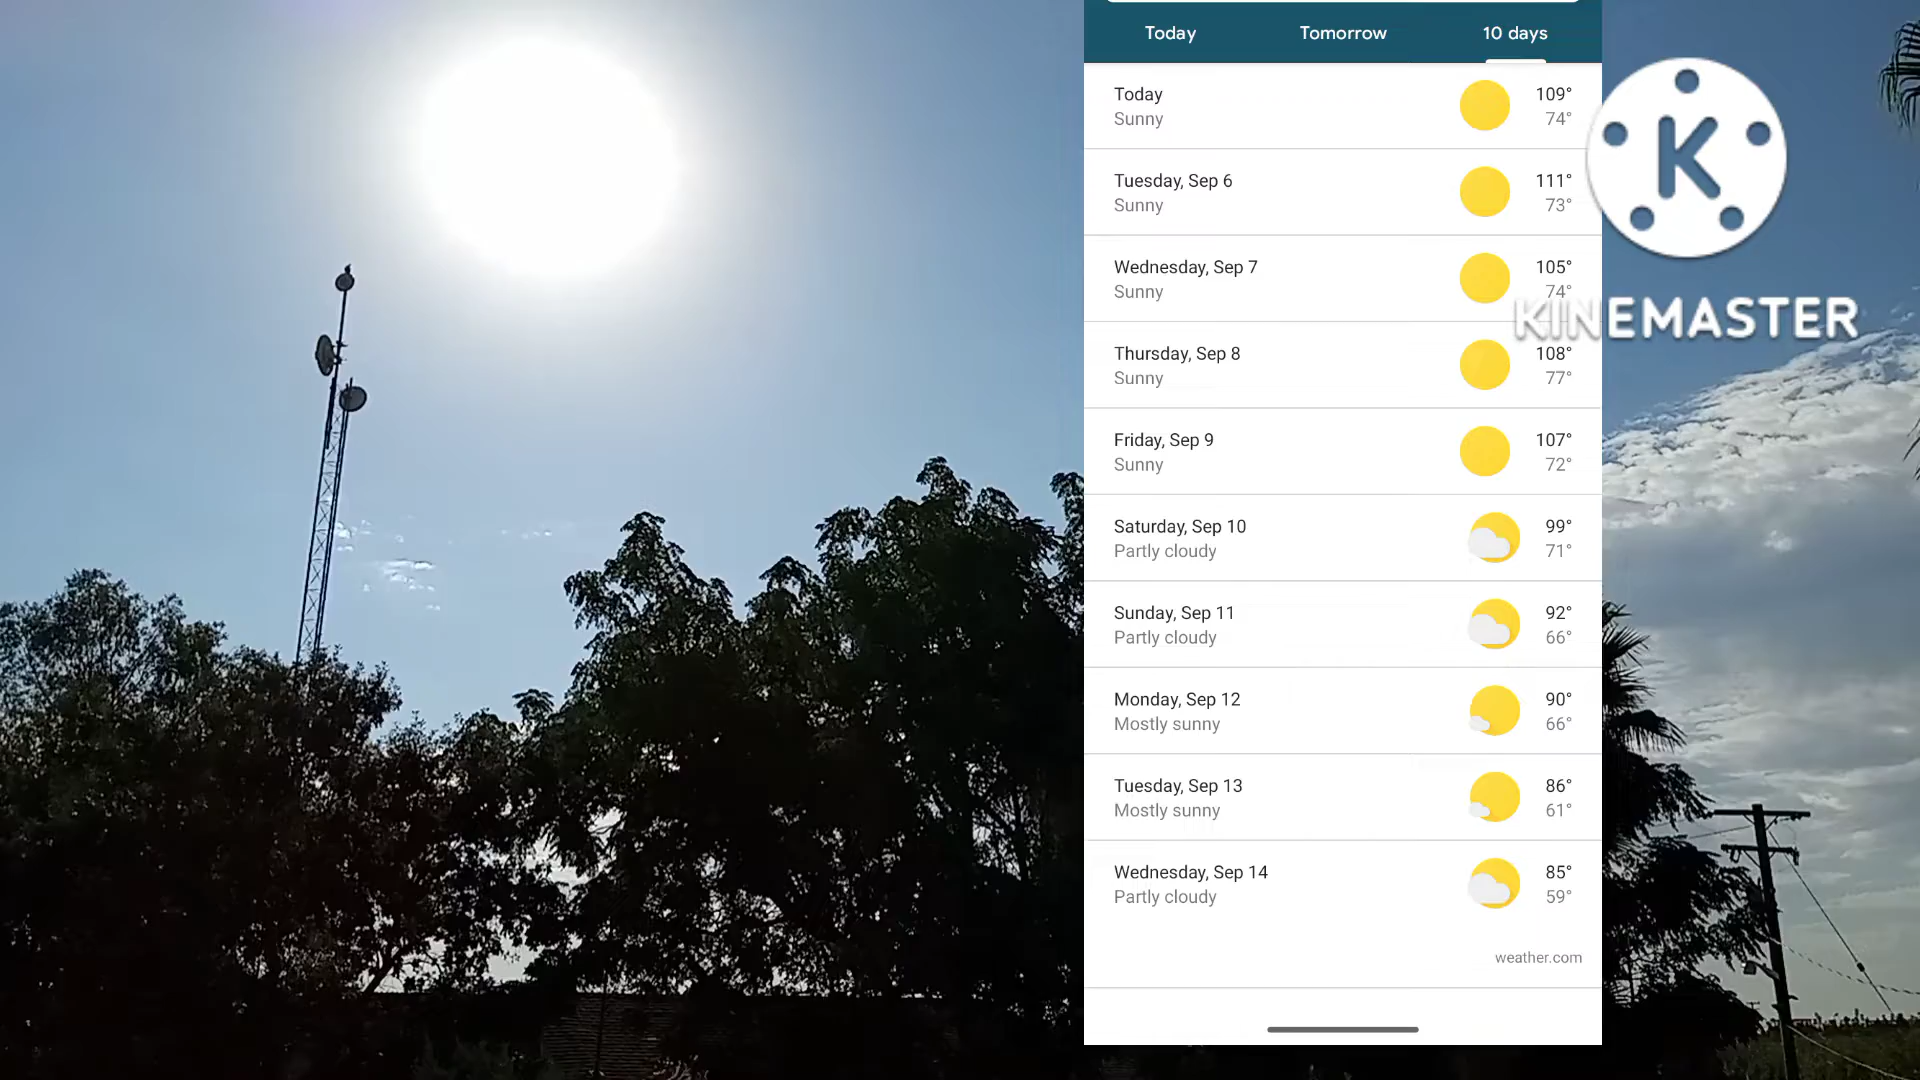 Today
Tomorrow
10 days
Today
109°
Sunny
74°
Tuesday, Sep 6
111°
Sunny
73°
Wednesday, Sep 7
105°
Sunny
74°
Thursday, Sep 8
108°
Sunny
77°
Friday, Sep 9
107°
Sunny
72°
Saturday, Sep 10
99°
Partly cloudy
71°
Sunday, Sep 11
92°
Partly cloudy
66°
Monday, Sep 12
90°
Mostly sunny
66°
Tuesday, Sep 13
86°
Mostly sunny
61°
Wednesday, Sep 14
85°
Partly cloudy
59°
weather.com
K
KINEMASTER